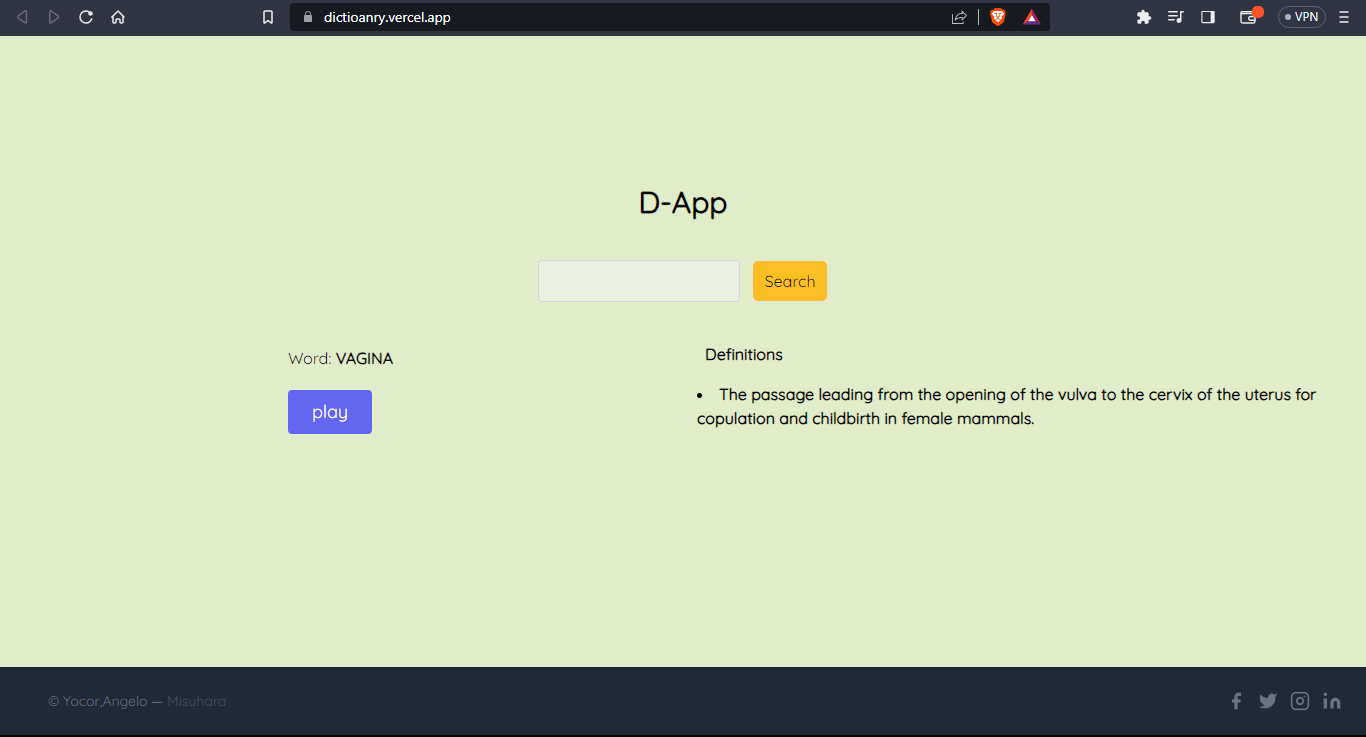 dictioanry.vercel.app
VPN
D-App
Search
Word: VAGINA
play
Definitions
• The passage leading from the opening of the vulva to the cervix of the uterus for
copulation and childbirth in female mammals.
© Yocor,Angelo — Misuhara